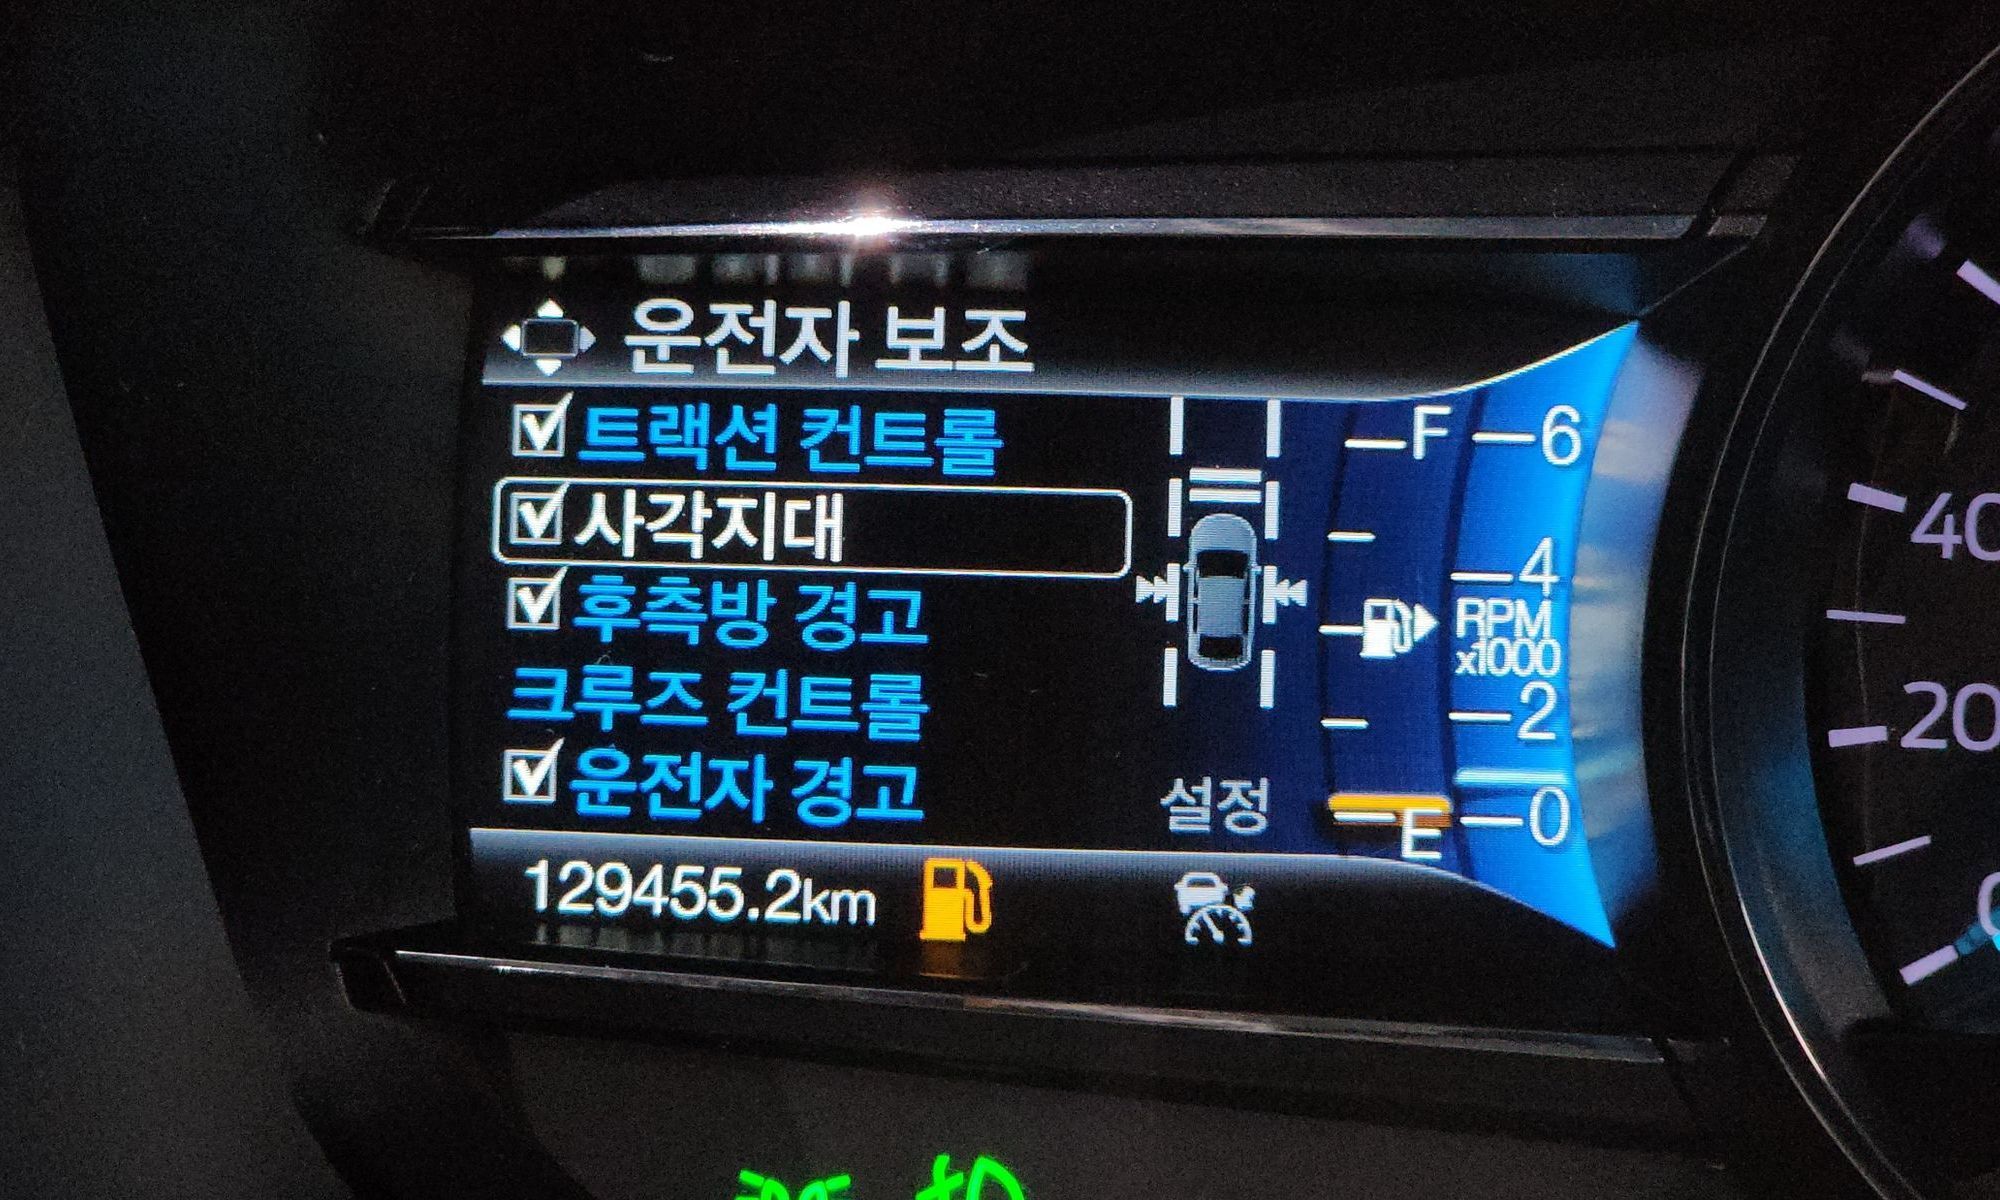 운전자 보조
트랙션 컨트롤
사각지대
후측방 경고
크루즈 컨트롤
운전자 경고
설정
129455.2km
F
E
6
4
RPM
x1000
2
0
40
20
0